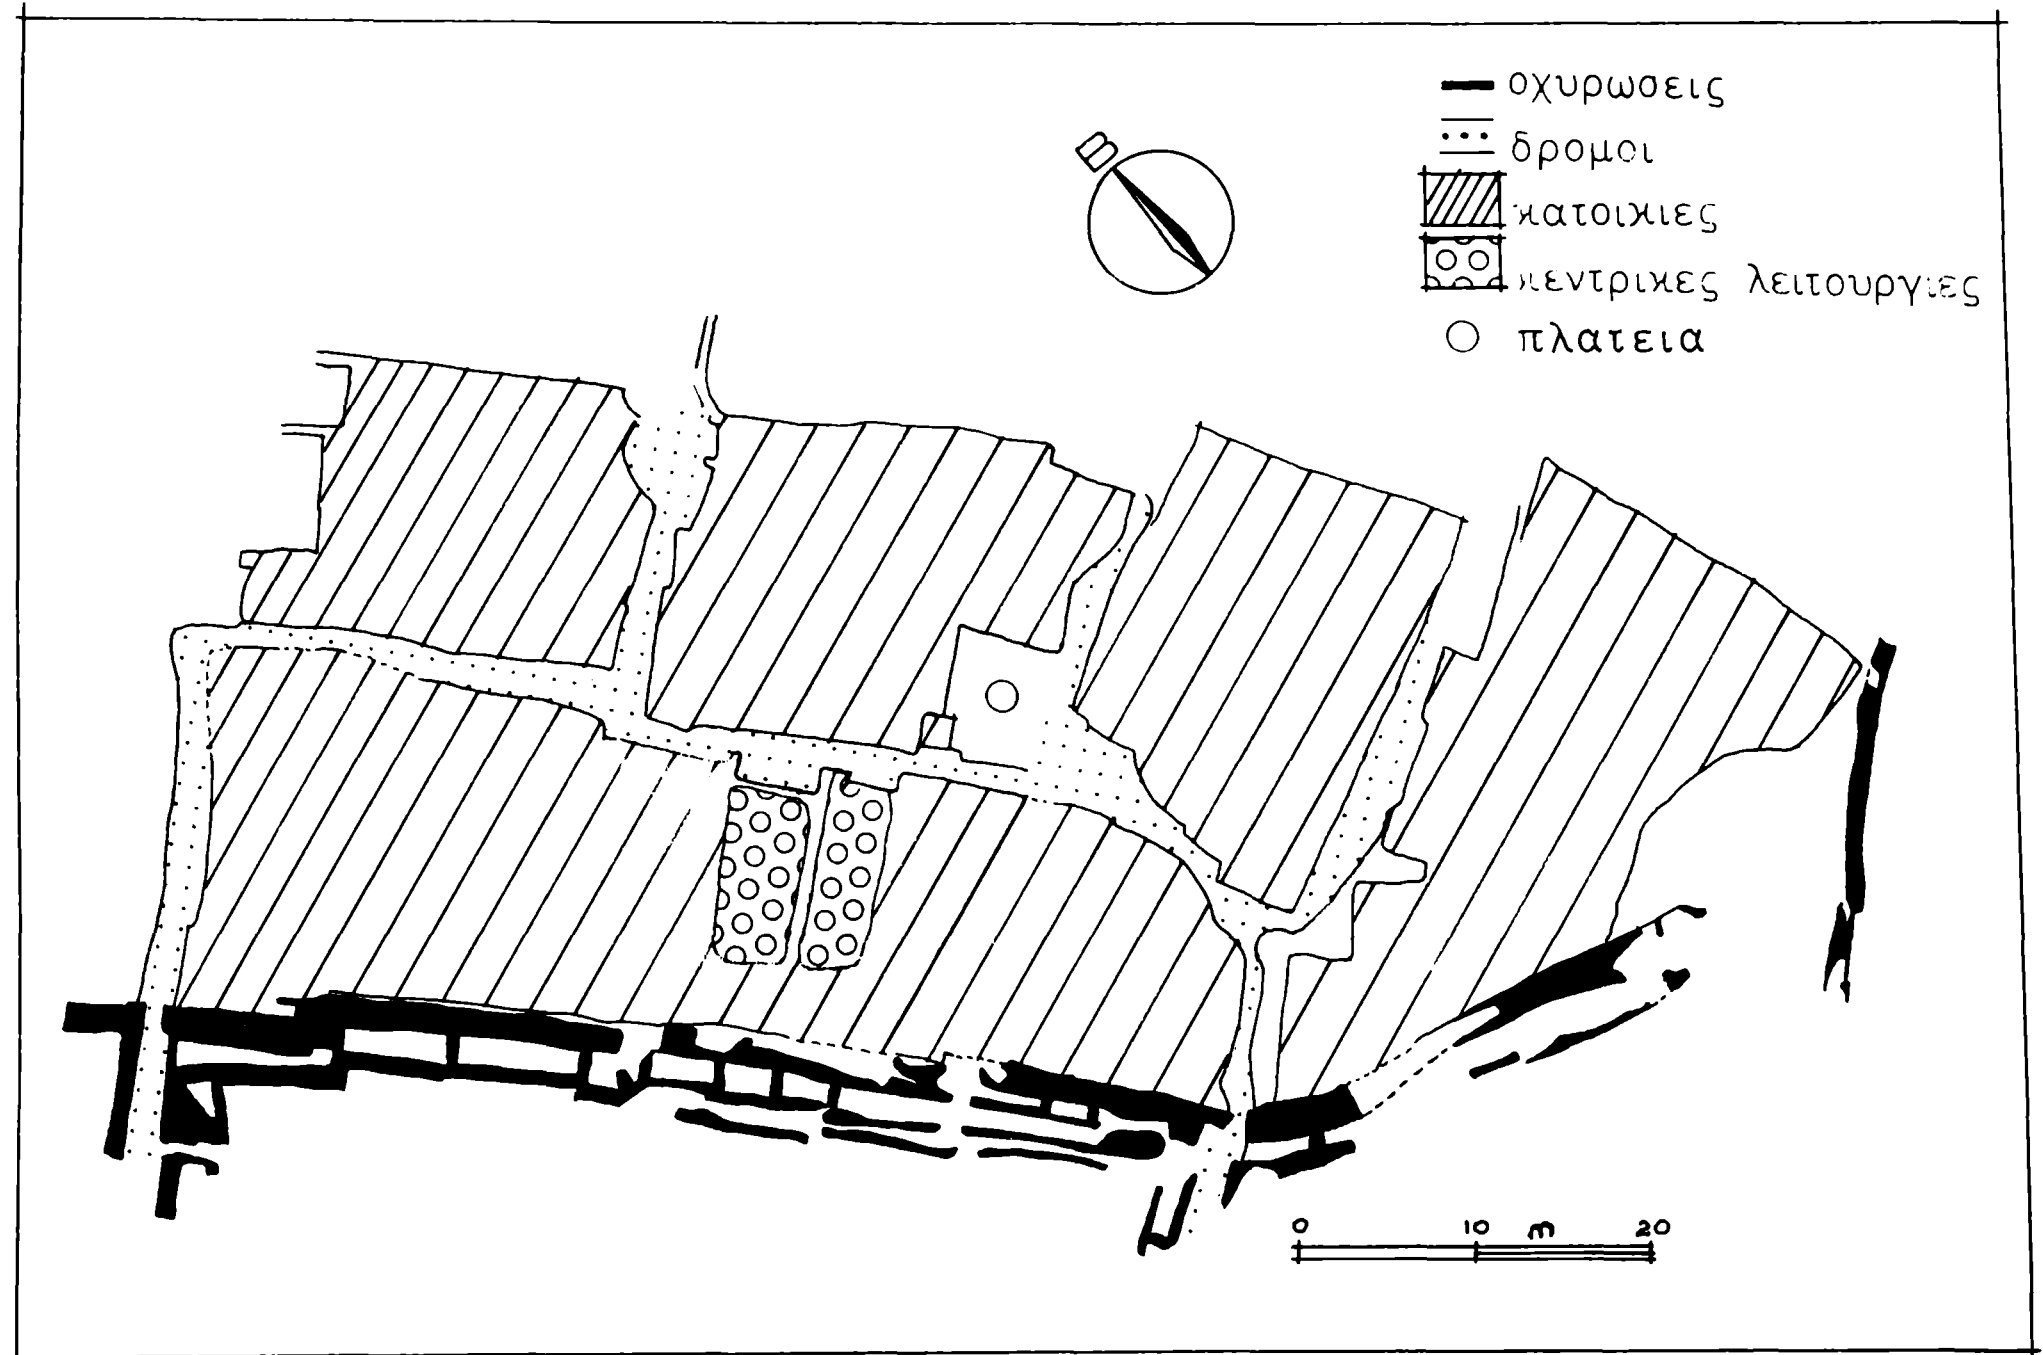 οχυρωσεις
Β
δρομοι
κατοικιες
κεντρικες λειτουργιες
πλατεια
0 10 m 20